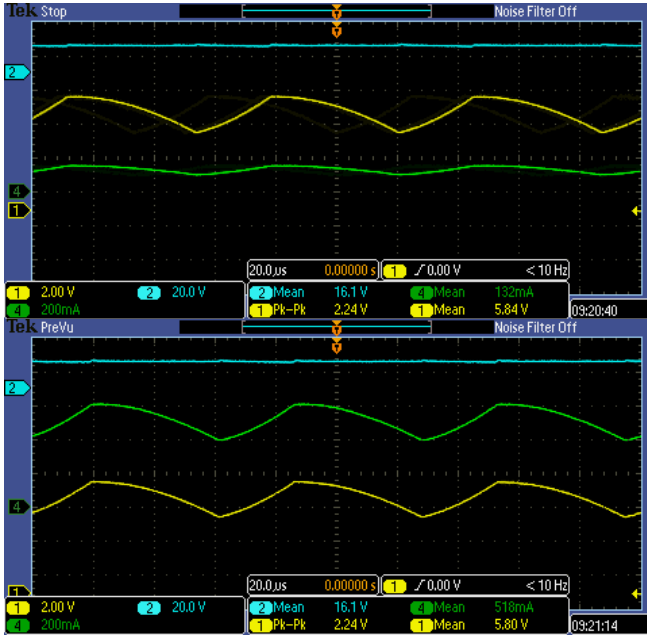 Tek Stop Noise Filter Off
2
4
1
20.0µs 0.00000 s 1 ƒ 0.00 V < 10 Hz
1 2.00 V 2 20.0 V 2 Mean 16.1 V 4 Mean 132mA
4 200mA 1 Pk-Pk 2.24 V 1 Mean 5.84 V 09:20:40
Tek PreVu Noise Filter Off
2
4
1
20.0µs 0.00000 s 1 ƒ 0.00 V < 10 Hz
1 2.00 V 2 20.0 V 2 Mean 16.1 V 4 Mean 518mA
4 200mA 1 Pk-Pk 2.24 V 1 Mean 5.80 V 09:21:14